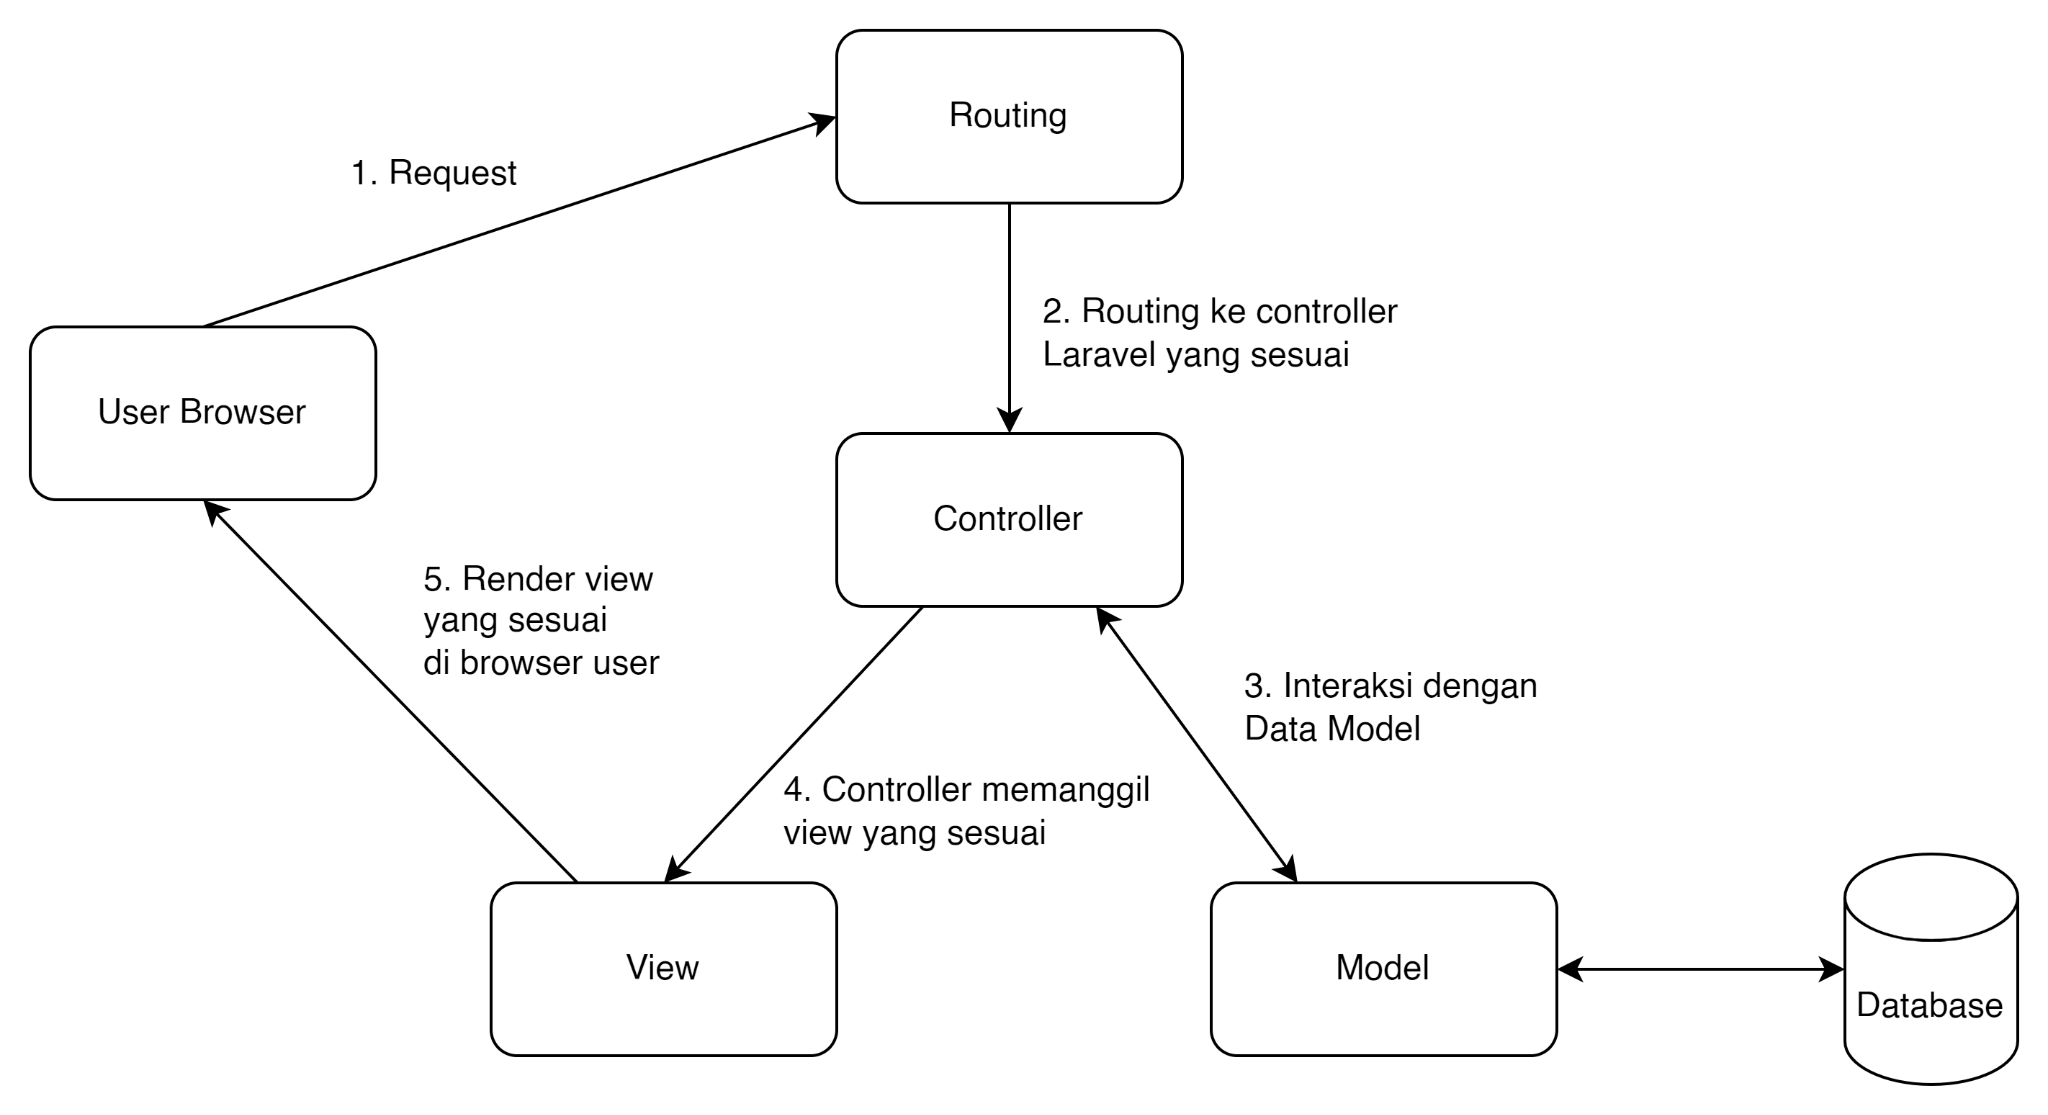 Routing
1. Request
2. Routing ke controller
Laravel yang sesuai
User Browser
Controller
5. Render view
yang sesuai
di browser user
3. Interaksi dengan
Data Model
4. Controller memanggil
view yang sesuai
View
Model
Database